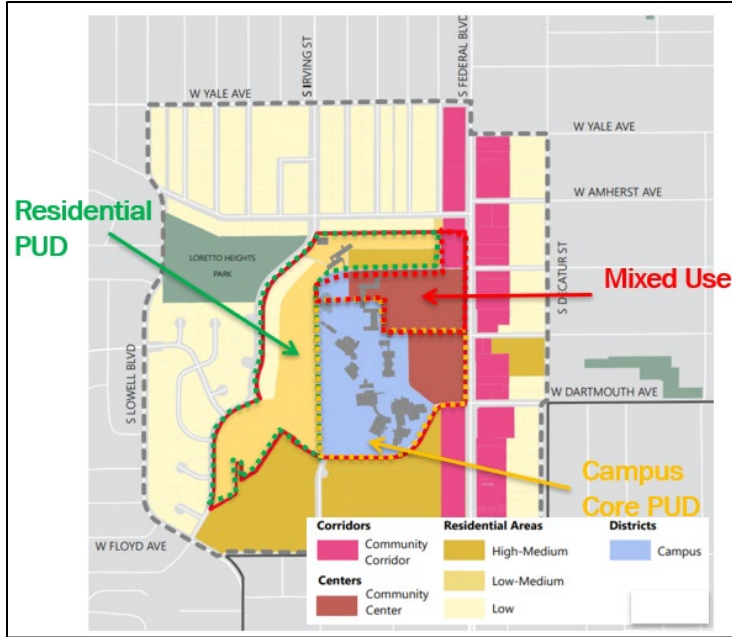 W YALE AVE
S IRVING ST
S FEDERAL BLVD
W YALE AVE
W AMHERST AVE
Residential
PUD
LORETTO HEIGHTS
PARK
S DECATUR ST
Mixed Use
S LOWELL BLVD
W DARTMOUTH AVE
Campus
Core PUD
W FLOYD AVE
Corridors
Community
Corridor
Centers
Community
Center
Residential Areas
High-Medium
Low-Medium
Low
Districts
Campus